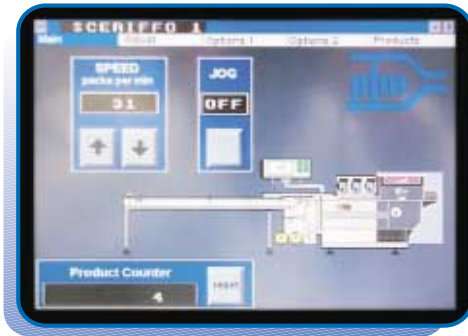 SCERIFFO 1
Main Robot Options 1 Options 2 Products
SPEED
packs per min
31
JOG
OFF
Product Counter
4
reset